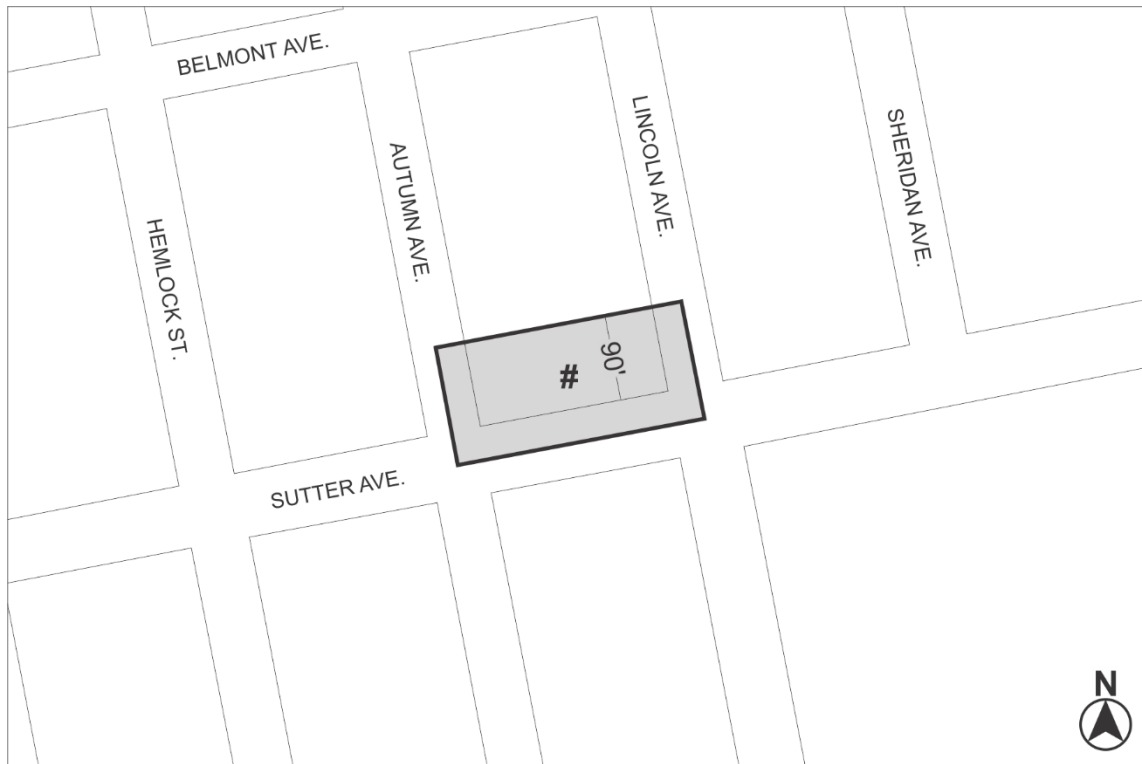 BELMONT AVE.
LINCOLN AVE.
SHERIDAN AVE.
AUTUMN AVE.
HEMLOCK ST.
90'
#
SUTTER AVE.
N